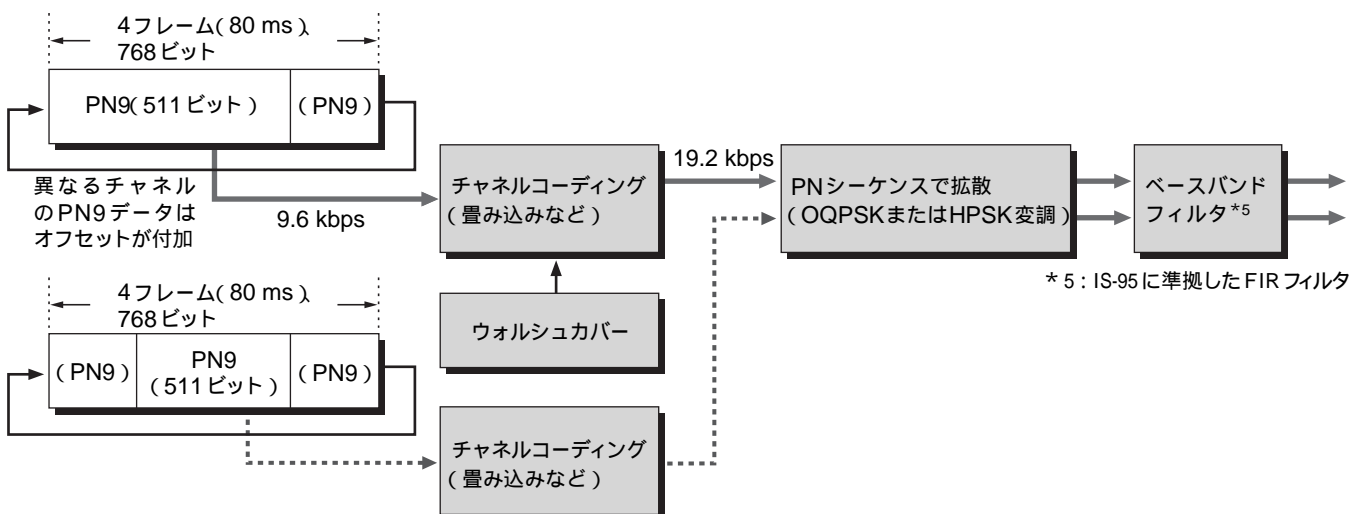 4フレーム(80 ms)、
768ビット
PN9(511ビット)
(PN9)
異なるチャネル
のPN9データは
オフセットが付加
9.6 kbps
チャネルコーディング
(畳み込みなど)
19.2 kbps
PNシーケンスで拡散
(OQPSKまたはHPSK変調)
ベースバンド
フィルタ*5
*5:IS-95に準拠したFIRフィルタ
ウォルシュカバー
4フレーム(80 ms)、
768ビット
(PN9)
PN9
(511ビット)
(PN9)
チャネルコーディング
(畳み込みなど)